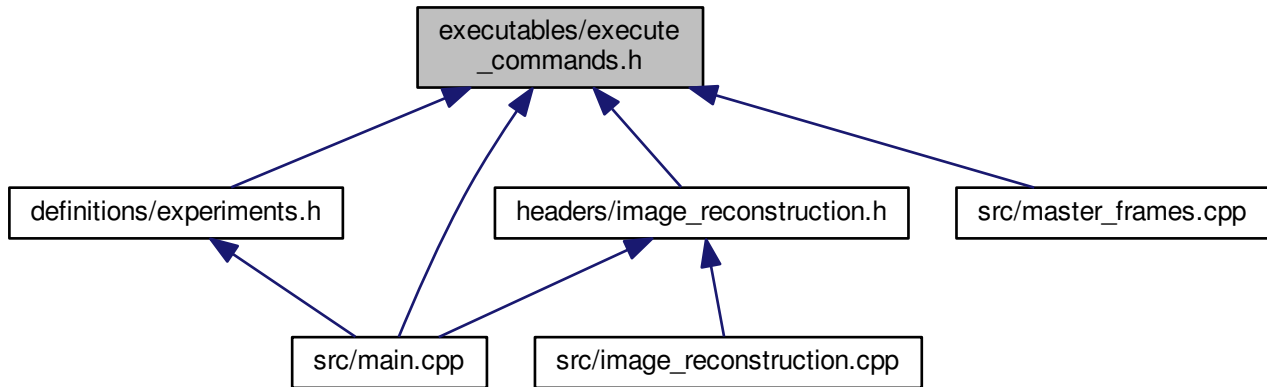 executables/execute
_commands.h
definitions/experiments.h
headers/image_reconstruction.h
src/master_frames.cpp
src/main.cpp
src/image_reconstruction.cpp